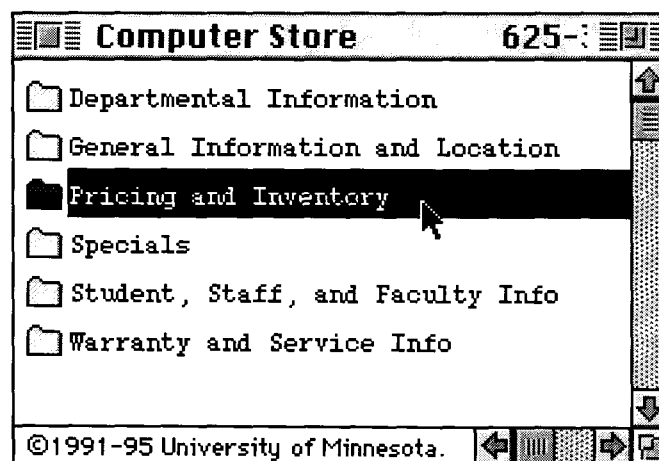 Computer Store 625-
Departmental Information
General Information and Location
Pricing and Inventory
Specials
Student, Staff, and Faculty Info
Warranty and Service Info
©1991-95 University of Minnesota.